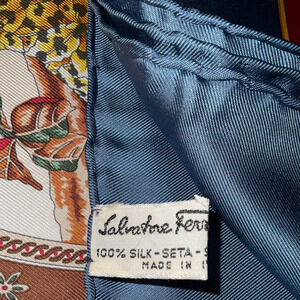 Salvatore Ferr
100% SILK-SETA-S
MADE IN I